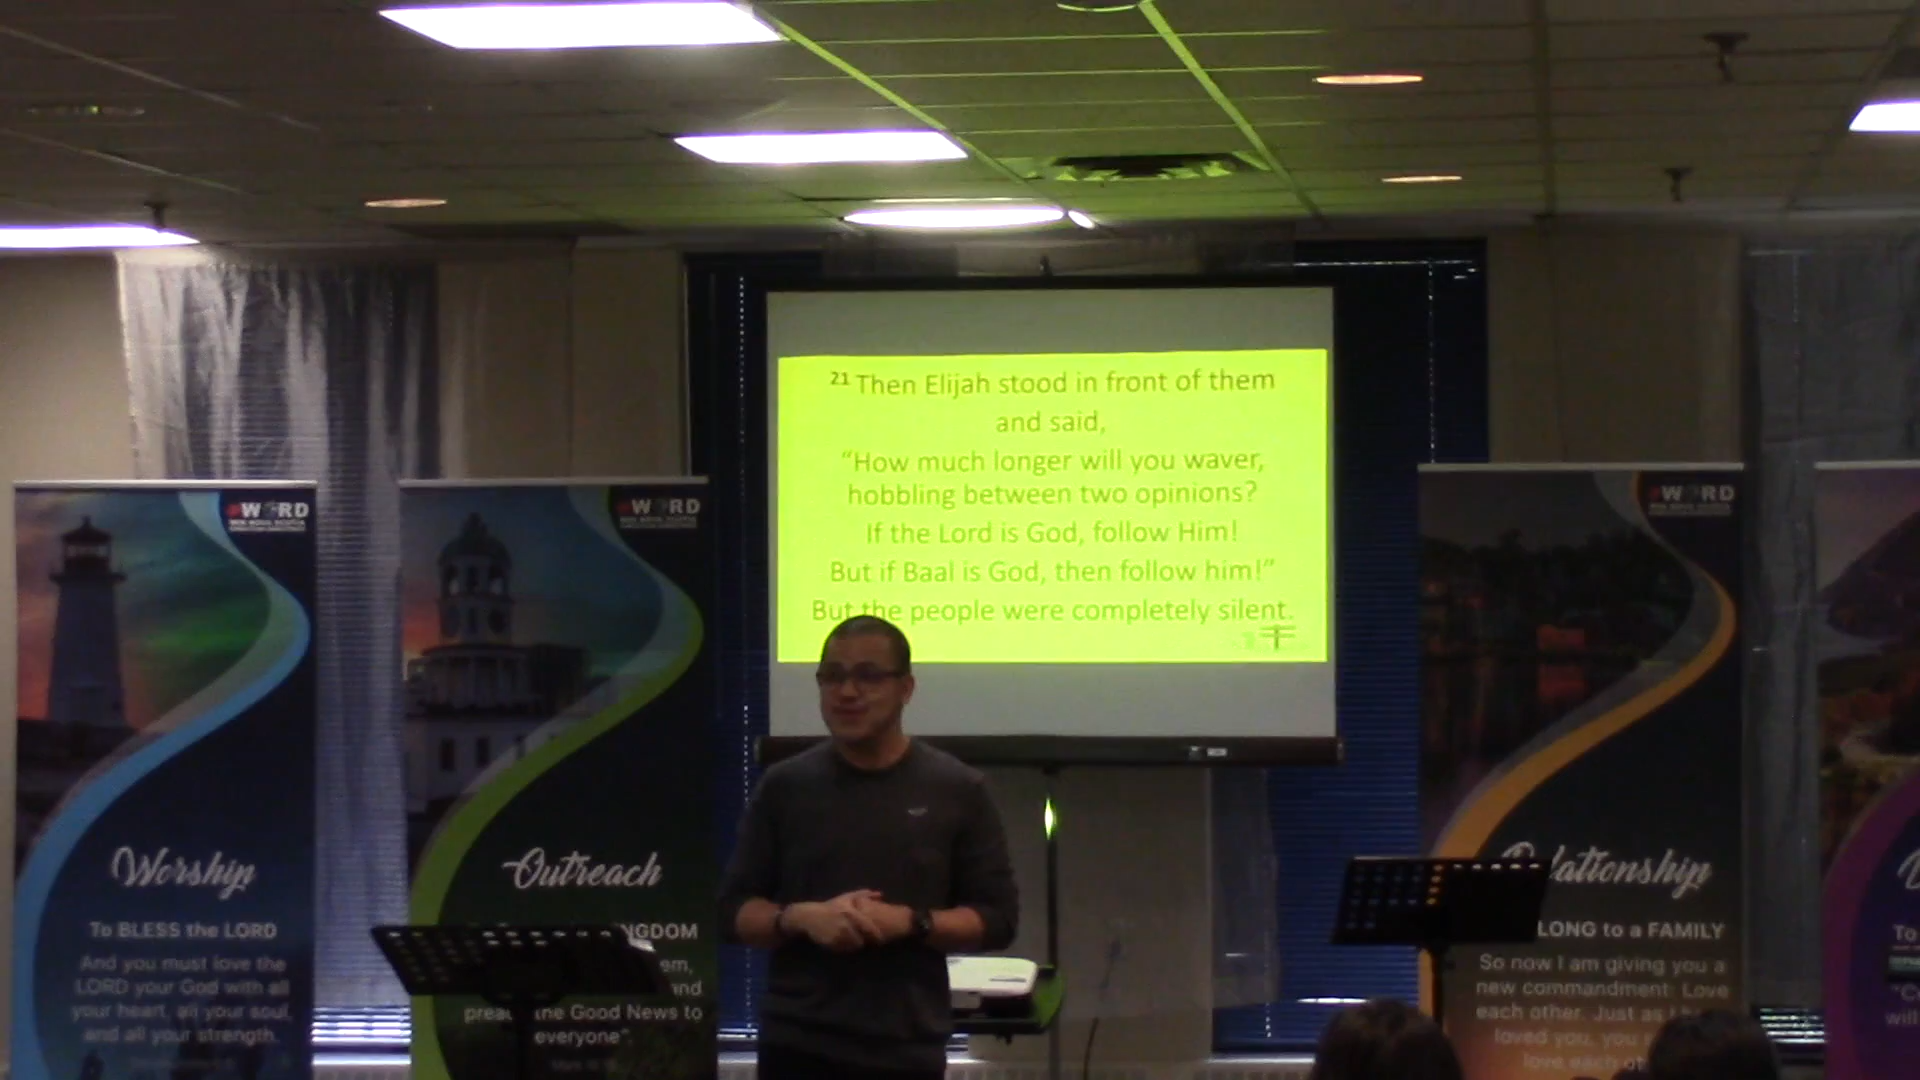 21 Then Elijah stood in front of them
and said,
“How much longer will you waver,
hobbling between two opinions?
If the Lord is God, follow Him!
But if Baal is God, then follow him!”
But the people were completely silent.
WORD
Worship
To BLESS the LORD
And you must love the
LORD your God with all
your heart, all your soul,
and all your strength.
WORD
Outreach
and
the Good News to
everyone”.
WORD
LONG to a FAMILY
So now I am giving you a
new commandment: Love
each other. Just as I
loved you, you
love each
To
will